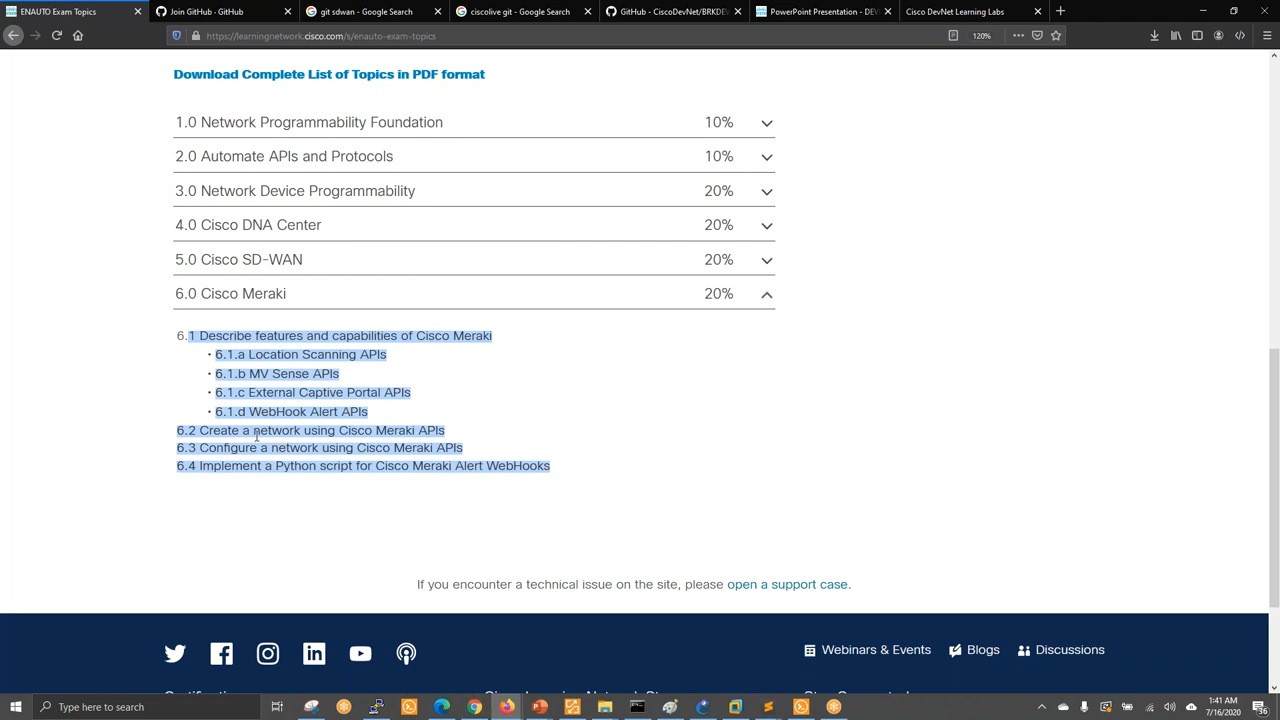 ENAUTO Exam Topics
Join GitHub · GitHub
git sdwan - Google Search
ciscolive git - Google Search
GitHub - CiscoDevNet/BRKDEV
PowerPoint Presentation - DEV
Cisco DevNet Learning Labs
https://learningnetwork.cisco.com/s/enauto-exam-topics
120%
Download Complete List of Topics in PDF format
1.0 Network Programmability Foundation 10%
2.0 Automate APIs and Protocols 10%
3.0 Network Device Programmability 20%
4.0 Cisco DNA Center 20%
5.0 Cisco SD-WAN 20%
6.0 Cisco Meraki 20%
6.1 Describe features and capabilities of Cisco Meraki
• 6.1.a Location Scanning APIs
• 6.1.b MV Sense APIs
• 6.1.c External Captive Portal APIs
• 6.1.d WebHook Alert APIs
6.2 Create a network using Cisco Meraki APIs
6.3 Configure a network using Cisco Meraki APIs
6.4 Implement a Python script for Cisco Meraki Alert WebHooks
If you encounter a technical issue on the site, please open a support case.
Webinars & Events Blogs Discussions
Type here to search
1:41 AM
7/16/2020
36